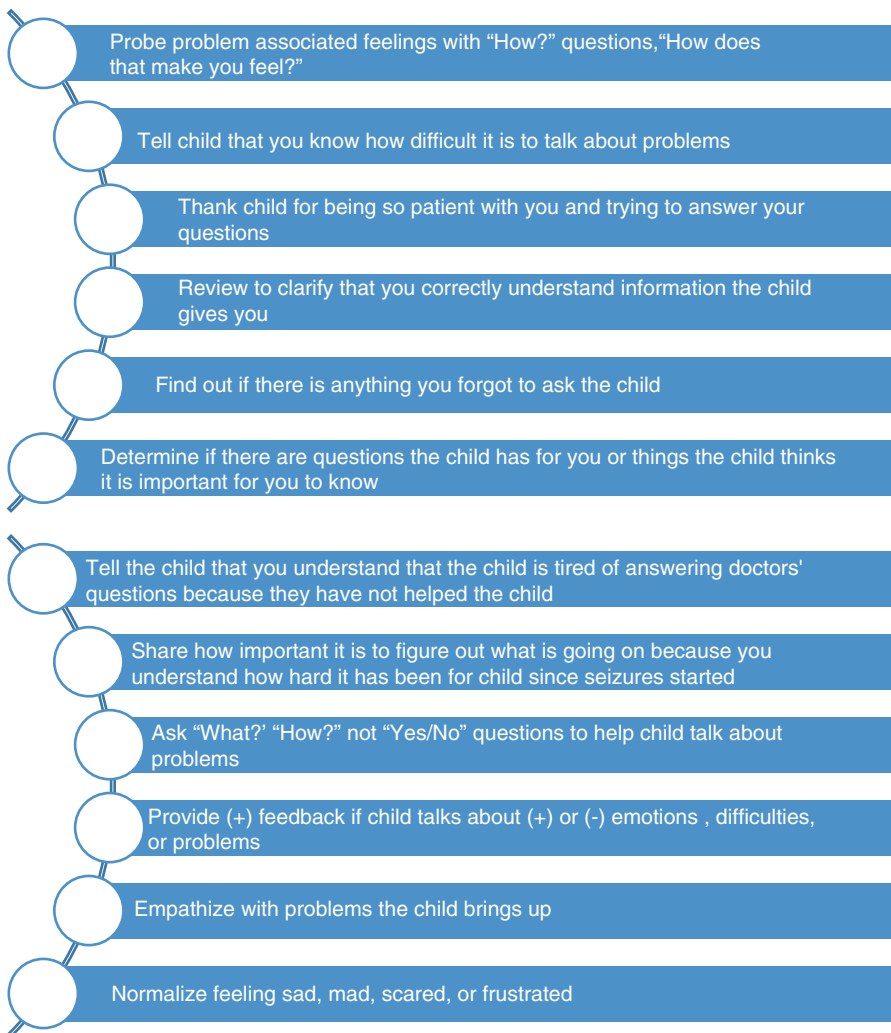 Probe problem associated feelings with “How?” questions,“How does
that make you feel?”
Tell child that you know how difficult it is to talk about problems
Thank child for being so patient with you and trying to answer your
questions
Review to clarify that you correctly understand information the child
gives you
Find out if there is anything you forgot to ask the child
Determine if there are questions the child has for you or things the child thinks
it is important for you to know
Tell the child that you understand that the child is tired of answering doctors'
questions because they have not helped the child
Share how important it is to figure out what is going on because you
understand how hard it has been for child since seizures started
Ask “What?’ “How?” not “Yes/No” questions to help child talk about
problems
Provide (+) feedback if child talks about (+) or (-) emotions , difficulties,
or problems
Empathize with problems the child brings up
Normalize feeling sad, mad, scared, or frustrated